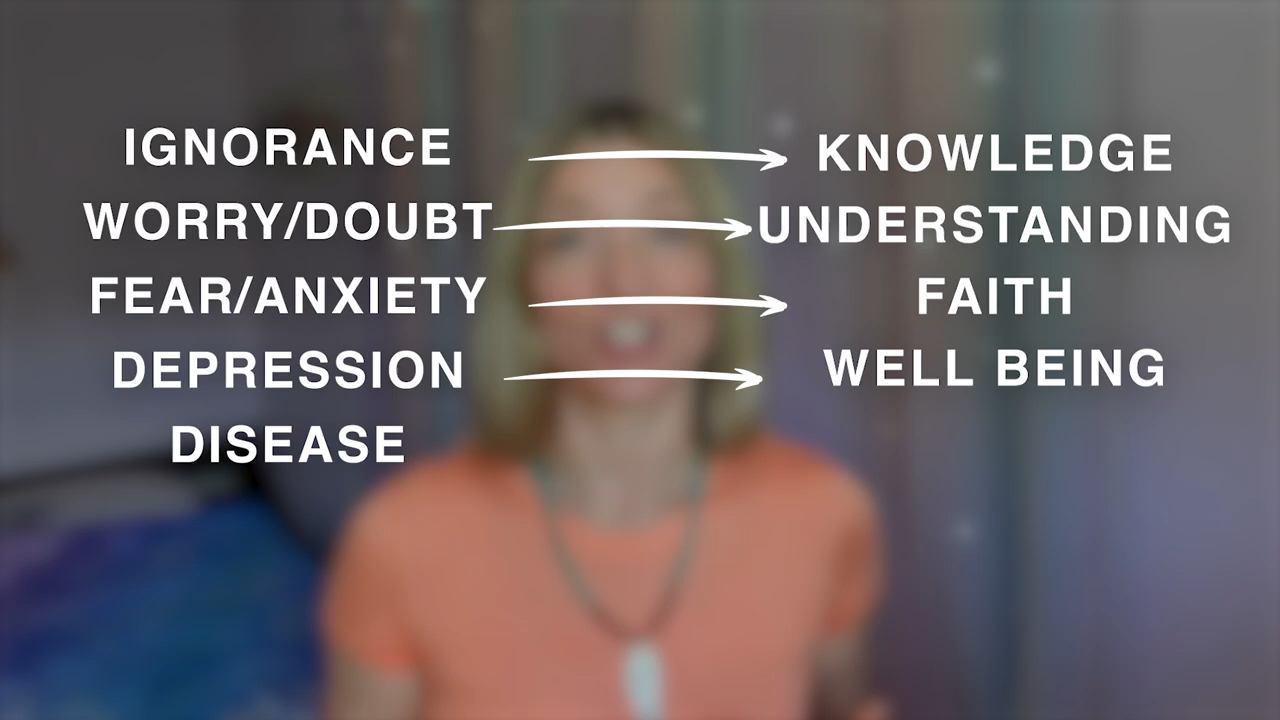 IGNORANCE KNOWLEDGE
WORRY/DOUBT UNDERSTANDING
FEAR/ANXIETY FAITH
DEPRESSION WELL BEING
DISEASE